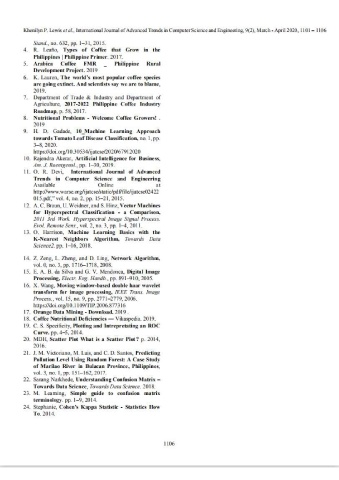 Khenilyn P. Lewis et al., International Journal of Advanced Trends in Computer Science and Engineering, 9(2), March - April 2020, 1101 – 1106
Stand., no. 632, pp. 1–31, 2015.
4. R. Leaño, Types of Coffee that Grow in the
Philippines | Philippine Primer. 2017.
5. Arabica Coffee FMR _ Philippine Rural
Development Project. 2019
6. K. Lauren, The world's most popular coffee species
are going extinct. And scientists say we are to blame,
2019.
7. Department of Trade & Industry and Department of
Agriculture, 2017-2022 Philippine Coffee Industry
Roadmap, p. 58, 2017.
8. Nutritional Problems - Welcome Coffee Growers! .
2019
9. H. D. Gadade, 10_Machine Learning Approach
towards Tomato Leaf Disease Classification, no. 1, pp.
3–8, 2020.
https://doi.org/10.30534/ijatcse/2020/67912020
10. Rajendra Akerar, Artificial Intelligence for Business,
pp. 1–30, 2019.
11. O. R. Devi, International Journal of Advanced
Trends in Computer Science and Engineering
Available Online at
http://www.warse.org/ijatcse/static/pdf/file/ijatcse02422
015.pdf," vol. 4, no. 2, pp. 15–21, 2015.
12. A. C. Braun, U. Weidner, and S. Hinz, Vector Machines
for Hyperspectral Classification - a Comparison,
2011 3rd Work. Hyperspectral Image Signal Process.
Evol. Remote Sens., vol. 2, no. 3, pp. 1–4, 2011.
13. O. Harrison, Machine Learning Basics with the
K-Nearest Neighbors Algorithm, Towards Data
Science2. pp. 1–16, 2018.
14. Z. Zong, L. Zhang, and D. Ling, Network Algorithm,
vol. 0, no. 3, pp. 1716–1718, 2008.
15. E. A. B. da Silva and G. V. Mendonca, Digital Image
Processing, Electr. Eng. Handb., pp. 891–910, 2005.
16. X. Wang, Moving window-based double haar wavelet
transform for image processing, IEEE Trans. Image
Process., vol. 15, no. 9, pp. 2771–2779, 2006.
https://doi.org/10.1109/TIP.2006.877316
17. Orange Data Mining - Download. 2019 .
18. Coffee Nutritional Deficiencies — Vikaspedia, 2019.
19. C. S. Specificity, Plotting and Intrepretating an ROC
Curve. pp. 4–5, 2014.
20. MDH, Scatter Plot What is a Scatter Plot ? p. 2014,
2016.
21. J. M. Victoriano, M. Luis, and C. D. Santos, Predicting
Pollution Level Using Random Forest: A Case Study
of Marilao River in Bulacan Province, Philippines,
vol. 3, no. 1, pp. 151–162, 2017.
22. Sarang Narkhede, Understanding Confusion Matrix –
Towards Data Science, Towards Data Science. 2018.
23. M. Learning, Simple guide to confusion matrix
terminology. pp. 1–9, 2014.
24. Stephanie, Cohen's Kappa Statistic - Statistics How
To. 2014.
1106